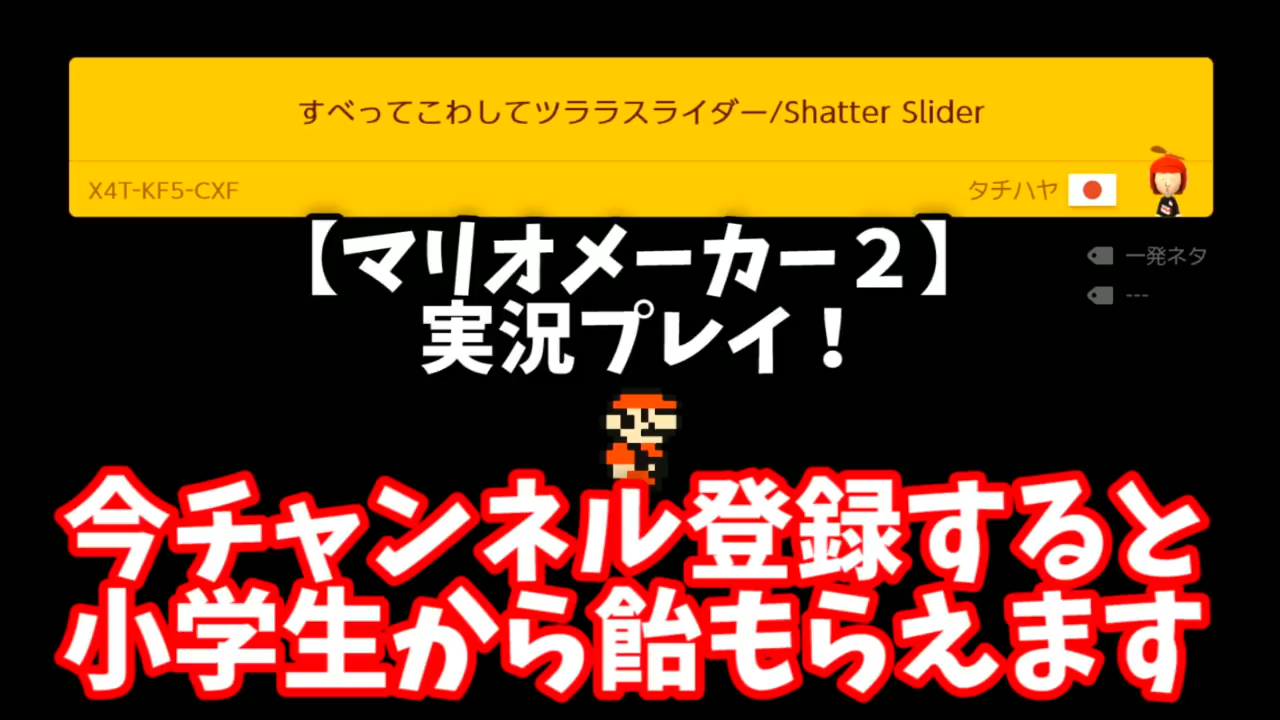 すべってこわしてツララスライダー/Shatter Slider
X4T-KF5-CXF
タチハヤ
一発ネタ
---
【マリオメーカー２】
実況プレイ！
今チャンネル登録すると
小学生から飴もらえます